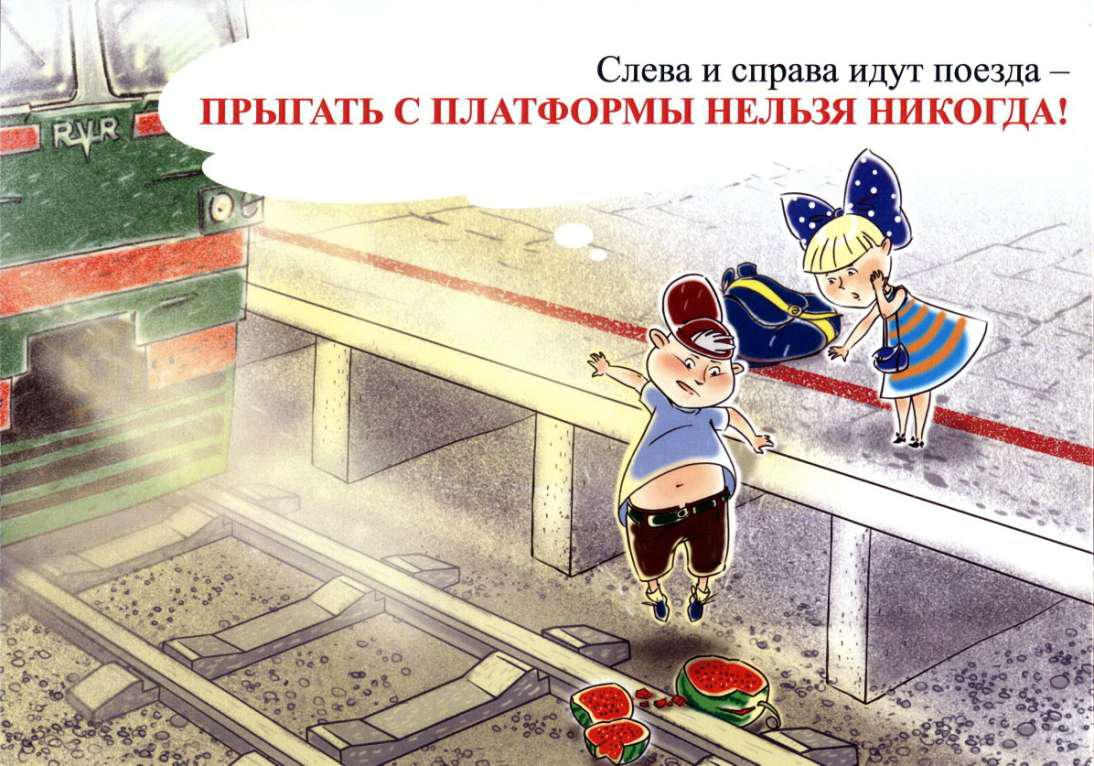 Слева и справа идут поезда –
ПРЫГАТЬ С ПЛАТФОРМЫ НЕЛЬЗЯ НИКОГДА!
RVR